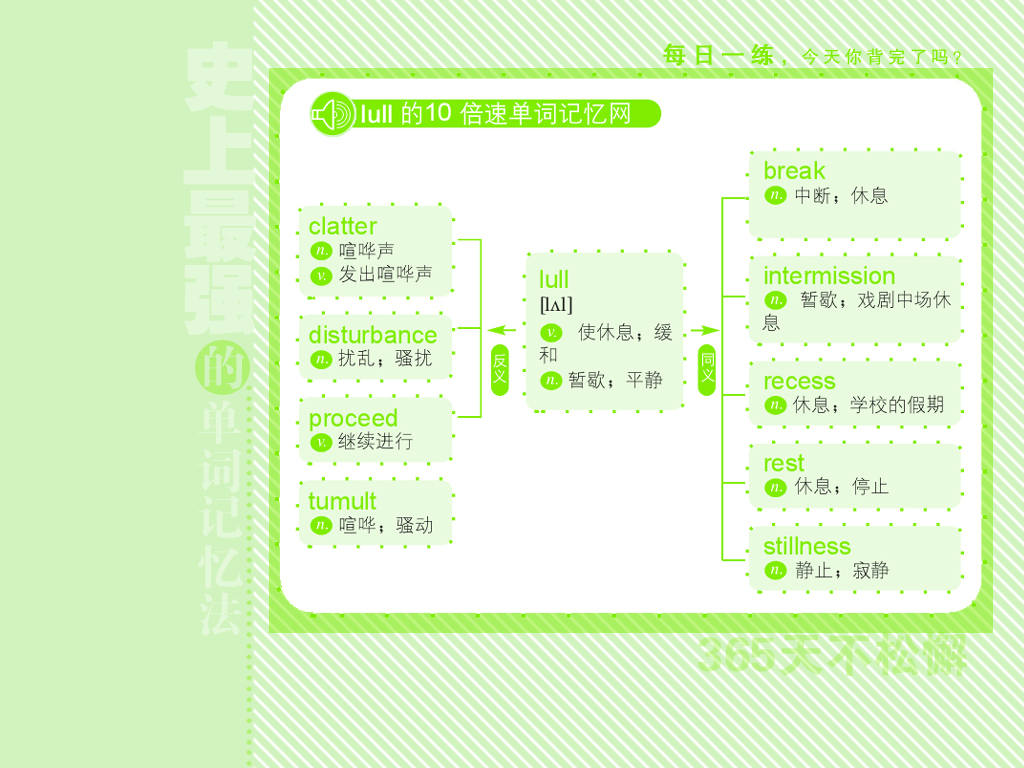 每日一练，今天你背完了吗？
lull 的10 倍速单词记忆网
史上最强的单词记忆法
clatter
n. 喧哗声
v. 发出喧哗声
disturbance
n. 扰乱；骚扰
proceed
v. 继续进行
tumult
n. 喧哗；骚动
反义
lull
[lʌl]
v. 使休息；缓
和
n. 暂歇；平静
同义
break
n. 中断；休息
intermission
n. 暂歇；戏剧中场休
息
recess
n. 休息；学校的假期
rest
n. 休息；停止
stillness
n. 静止；寂静
365天不松懈